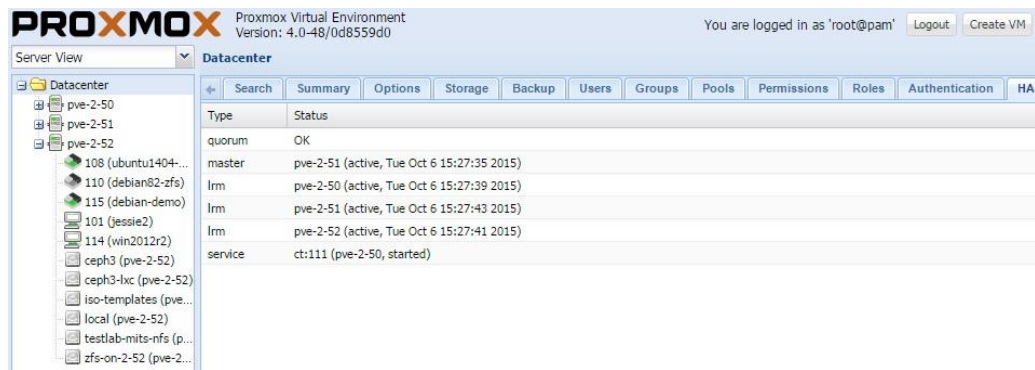 PROXMOX Proxmox Virtual Environment
Version: 4.0-48/0d8559d0
You are logged in as 'root@pam' Logout Create VM
Server View
Datacenter
pve-2-50
pve-2-51
pve-2-52
108 (ubuntu1404-...
110 (debian82-zfs)
115 (debian-demo)
101 (jessie2)
114 (win2012r2)
ceph3 (pve-2-52)
ceph3-lxc (pve-2-52)
iso-templates (pve...
local (pve-2-52)
testlab-mits-nfs (p...
zfs-on-2-52 (pve-2...
Datacenter
Search Summary Options Storage Backup Users Groups Pools Permissions Roles Authentication HA
Type Status
quorum OK
master pve-2-51 (active, Tue Oct 6 15:27:35 2015)
lrm pve-2-50 (active, Tue Oct 6 15:27:39 2015)
lrm pve-2-51 (active, Tue Oct 6 15:27:43 2015)
lrm pve-2-52 (active, Tue Oct 6 15:27:41 2015)
service ct:111 (pve-2-50, started)